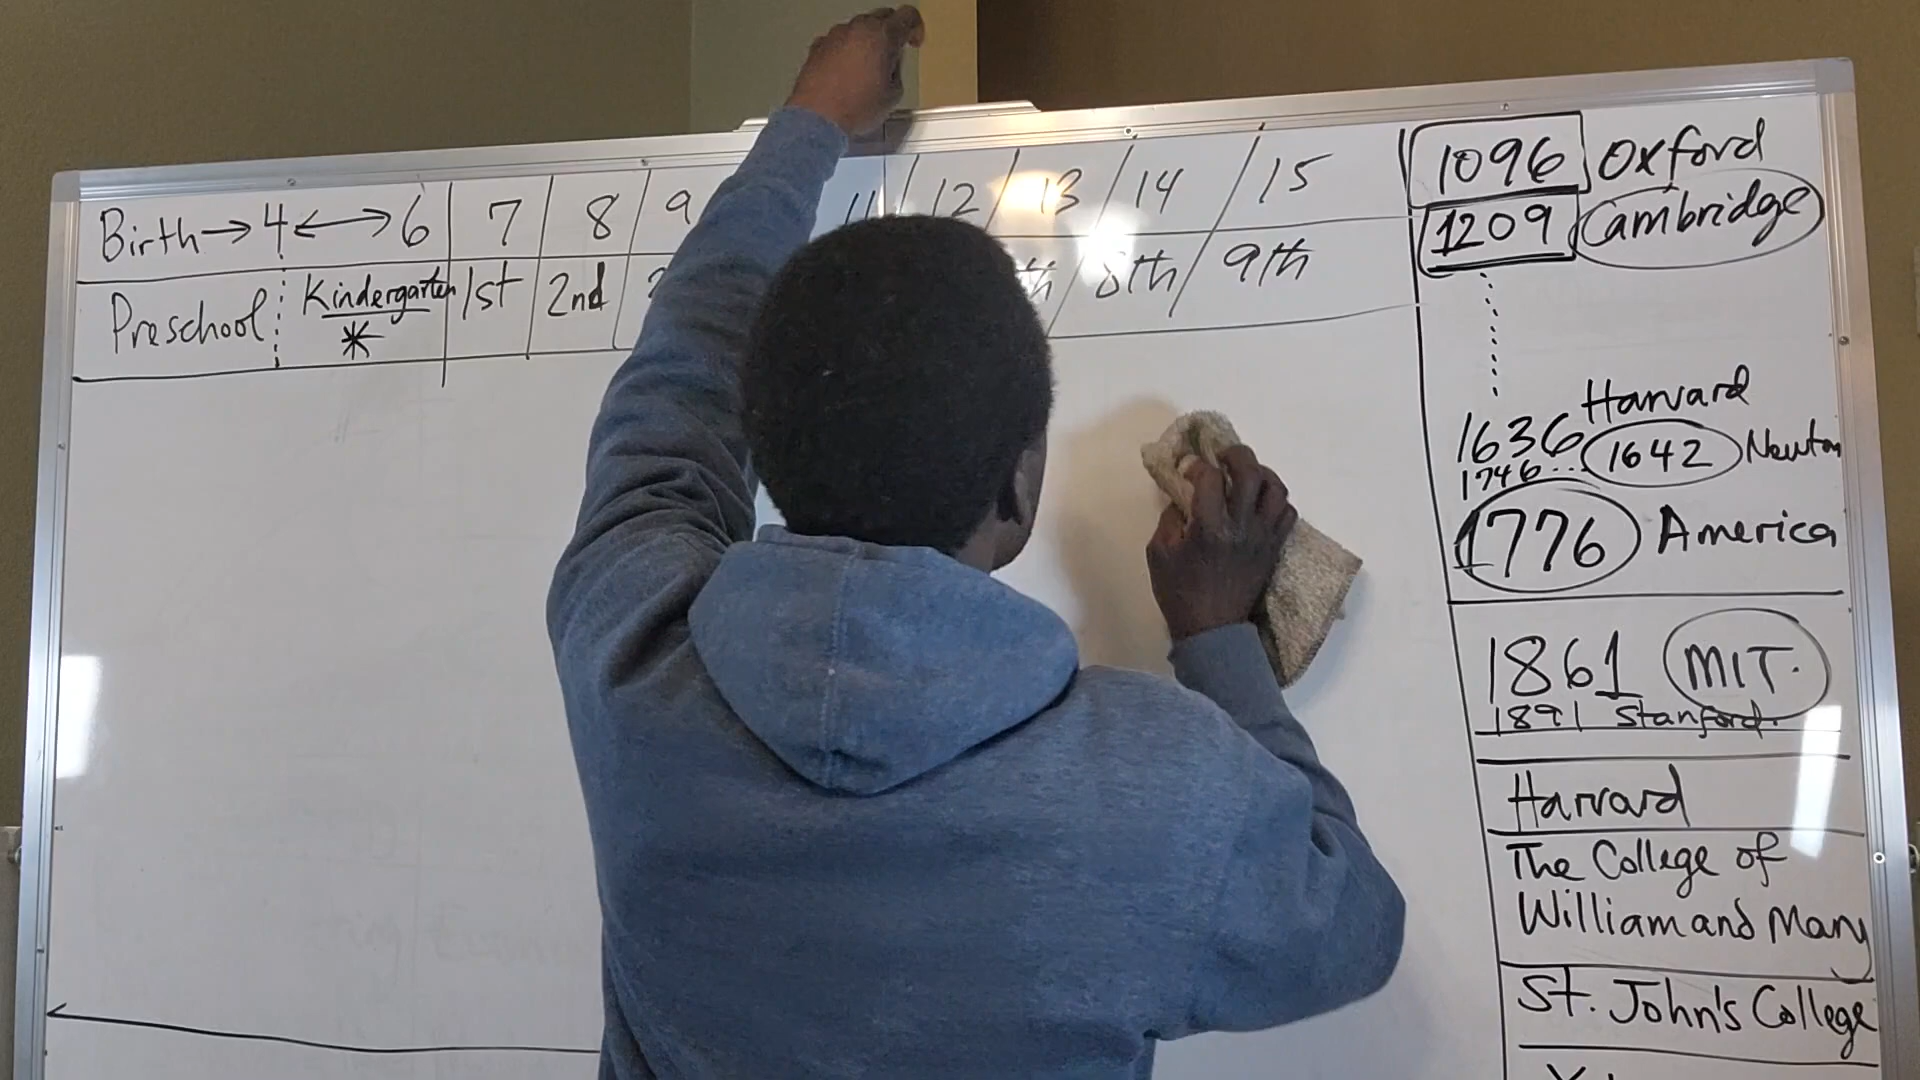 Birth → 4 ↔ 6 7 8 9 11 12 13 14 15
Preschool Kindergarten 1st 2nd 8th 9th
*
1096 Oxford
1209 Cambridge
Harvard
1636 1642 Newton
1746...
1776 America
1861 MIT.
1891 Stanford.
Harvard
The College of
William and Mary
St. John's College